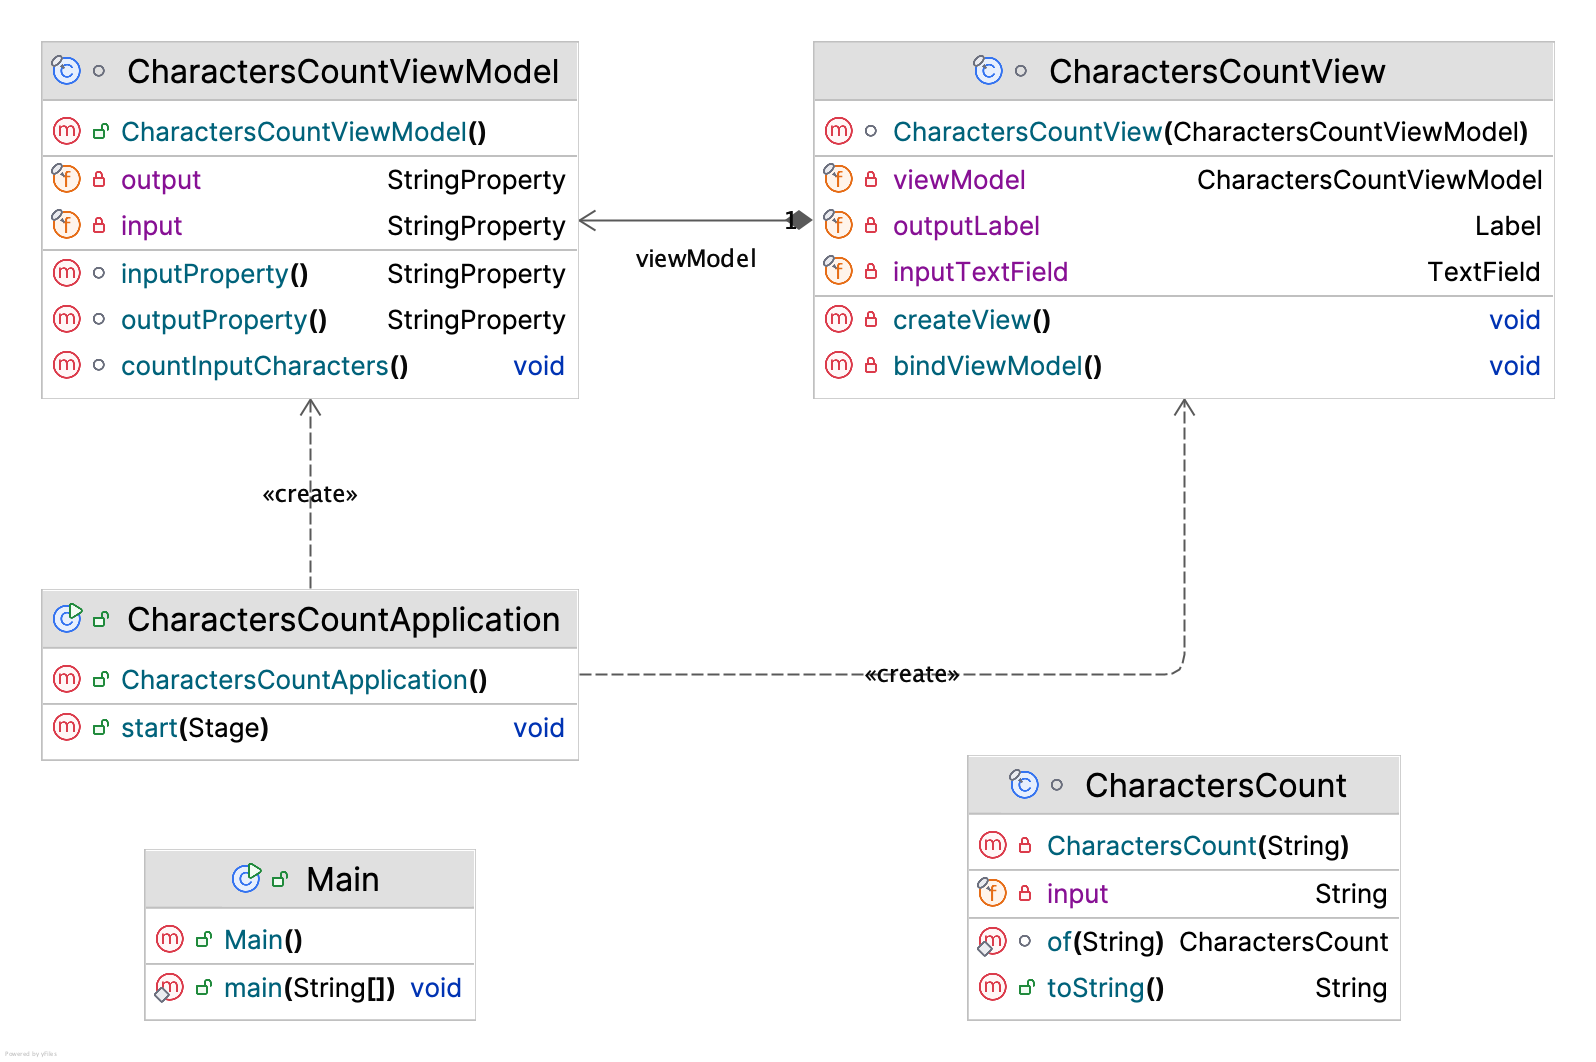 CharactersCountViewModel
CharactersCountViewModel()
output StringProperty
input StringProperty
inputProperty() StringProperty
outputProperty() StringProperty
countInputCharacters() void
CharactersCountView
CharactersCountView(CharactersCountViewModel)
viewModel CharactersCountViewModel
outputLabel Label
inputTextField TextField
createView() void
bindViewModel() void
1
viewModel
«create»
CharactersCountApplication
CharactersCountApplication()
start(Stage) void
«create»
Main
Main()
main(String[]) void
CharactersCount
CharactersCount(String)
input String
of(String) CharactersCount
toString() String
Powered by yFiles